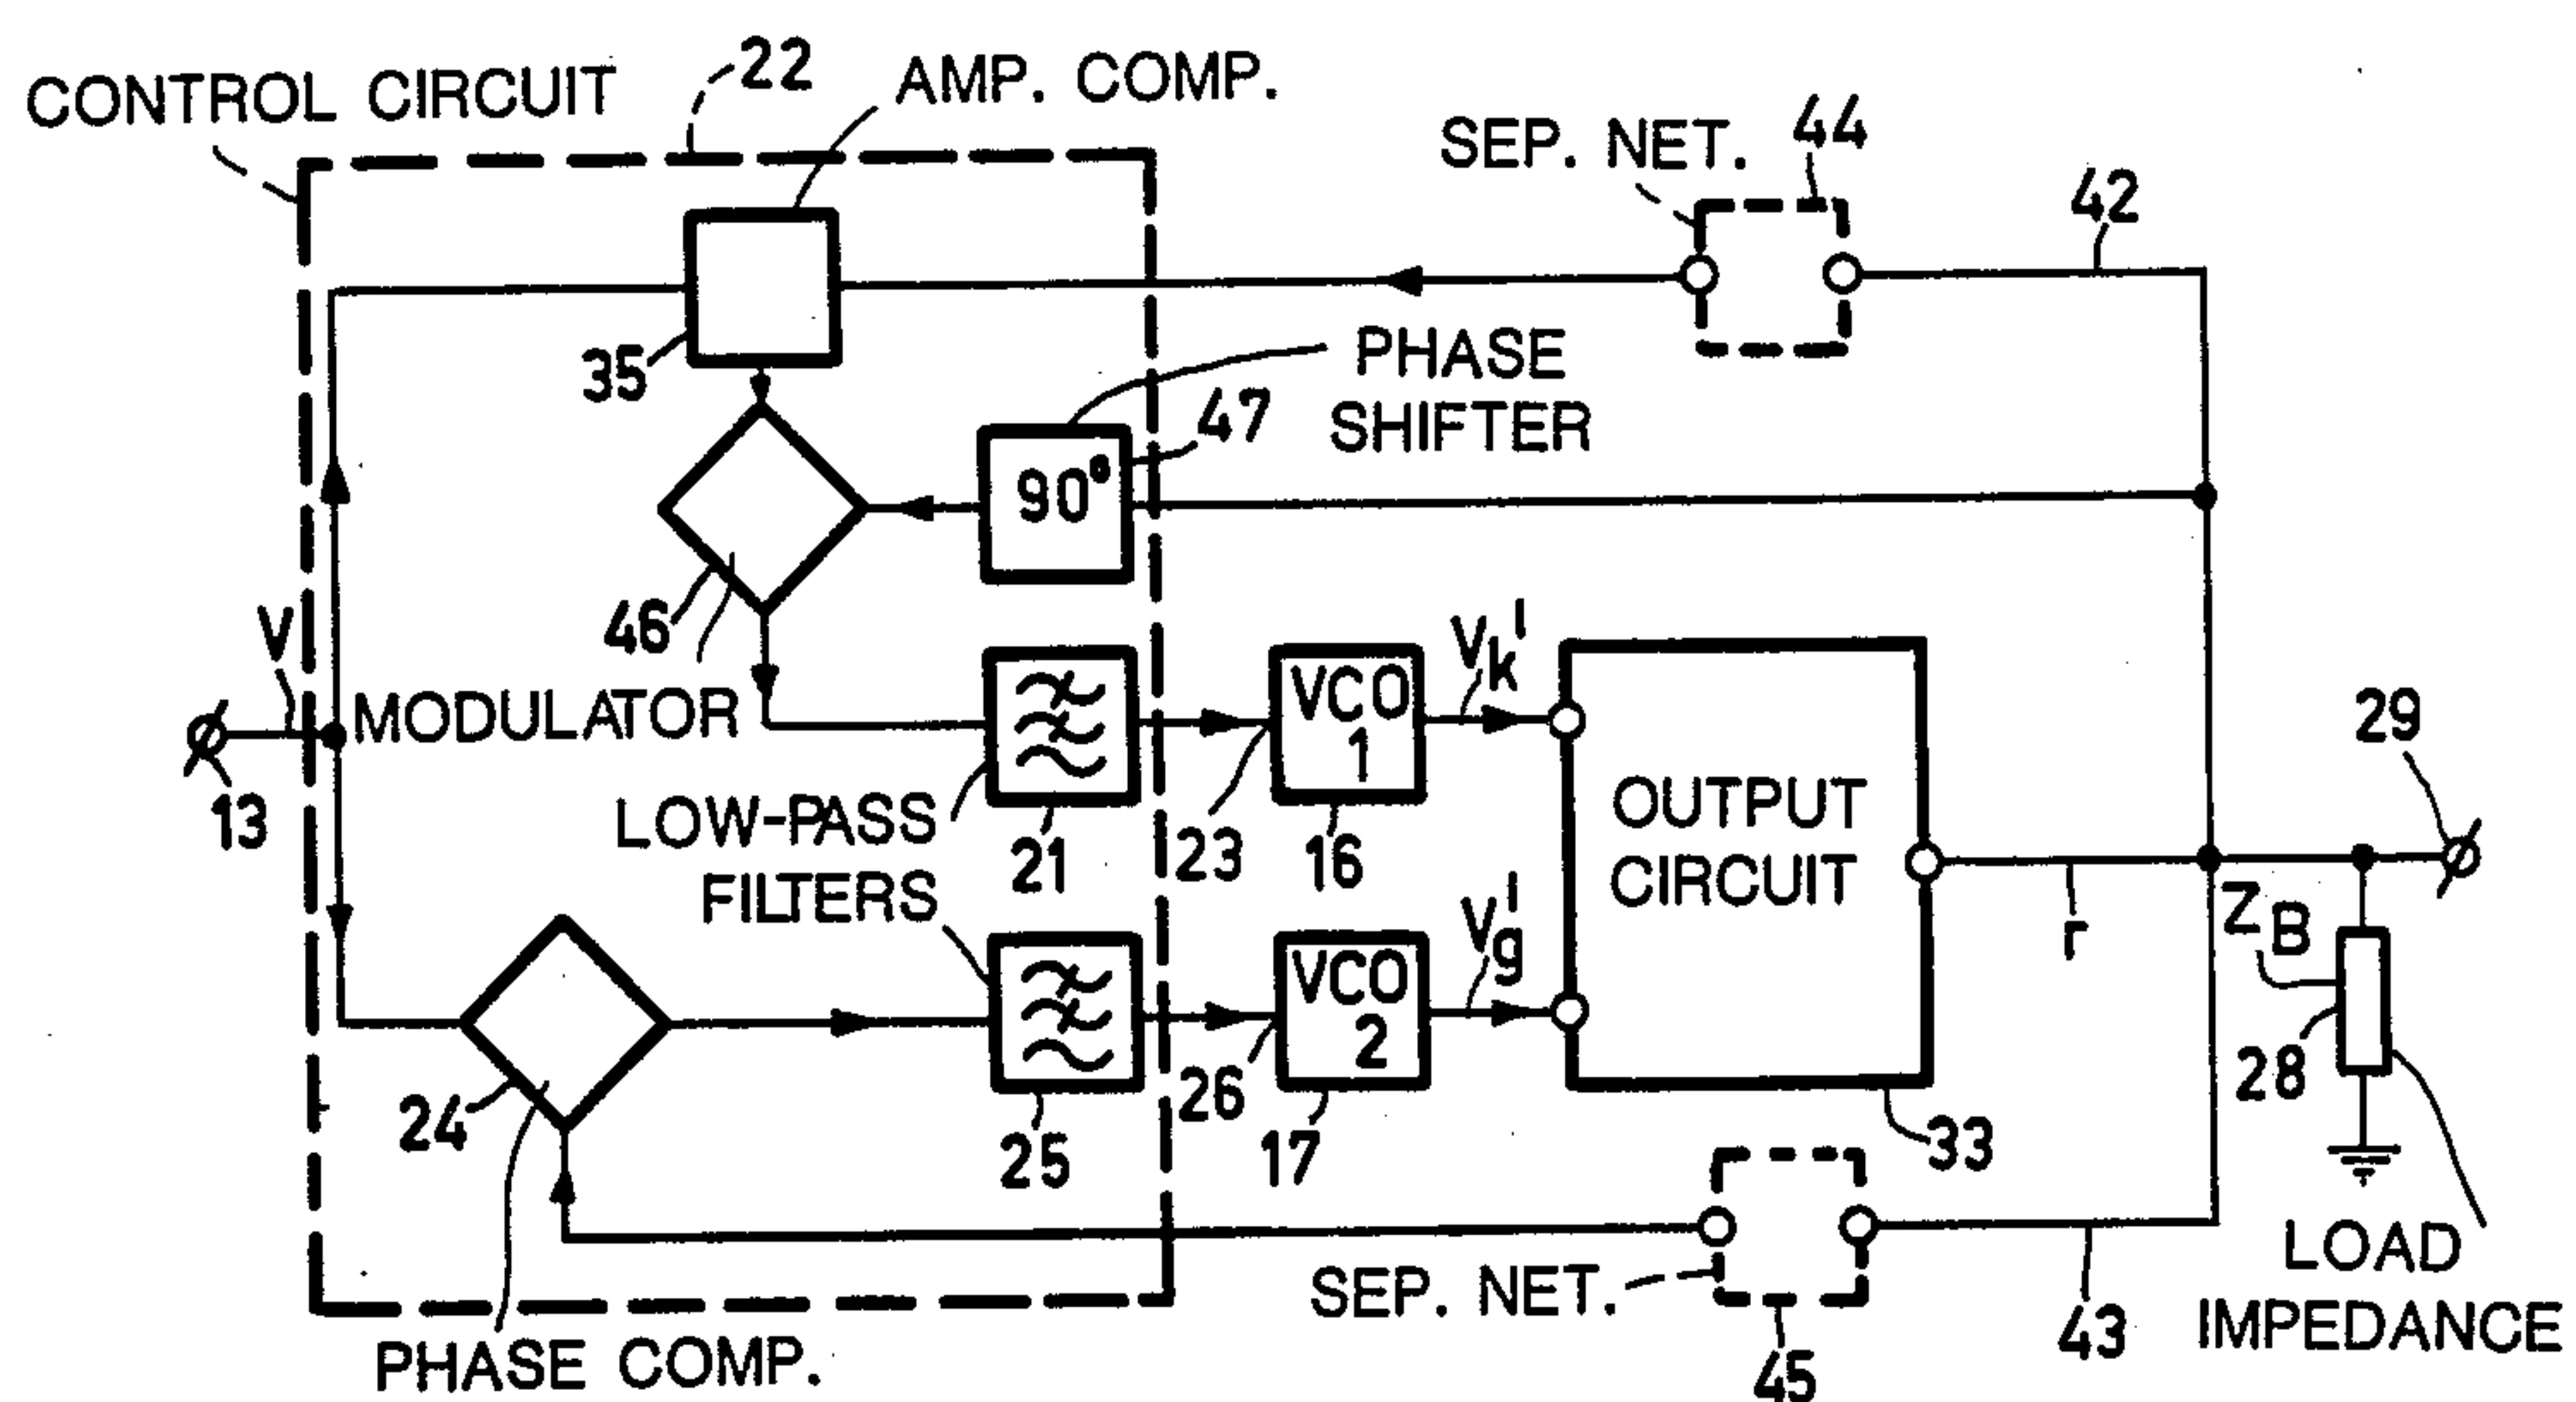 CONTROL CIRCUIT
22
AMP. COMP.
SEP. NET.
44
42
35
PHASE
SHIFTER
47
90°
46
V
MODULATOR
13
LOW-PASS
FILTERS
21
23
VCO
1
16
Vk'
OUTPUT
CIRCUIT
29
r
ZB
28
24
25
26
VCO
2
17
Vg'
33
SEP. NET.
45
43
LOAD
IMPEDANCE
PHASE COMP.